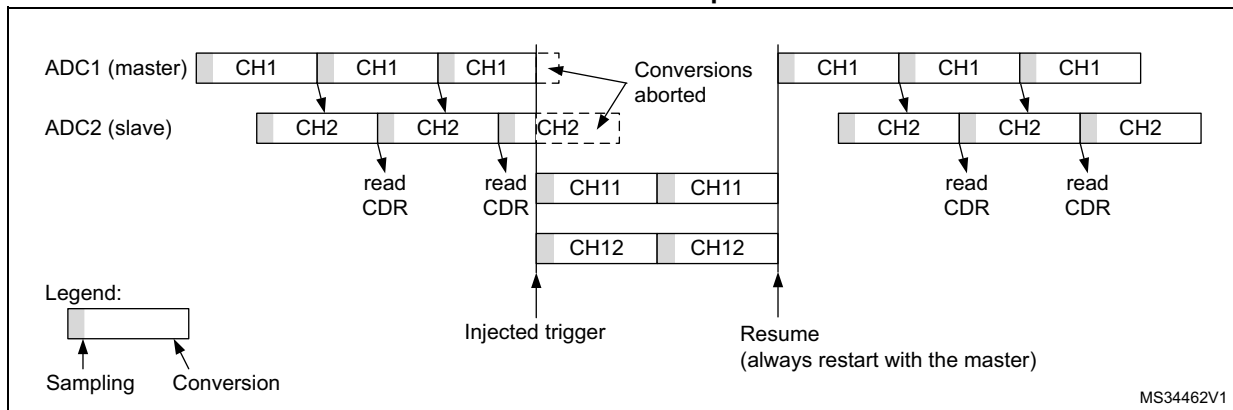 ADC1 (master) CH1 CH1 CH1 CH1 CH1 CH1
Conversions
aborted
ADC2 (slave) CH2 CH2 CH2 CH2 CH2 CH2
read read read read
CDR CDR CDR CDR
CH11 CH11
CH12 CH12
Legend:
Injected trigger
Resume
(always restart with the master)
Sampling Conversion
MS34462V1